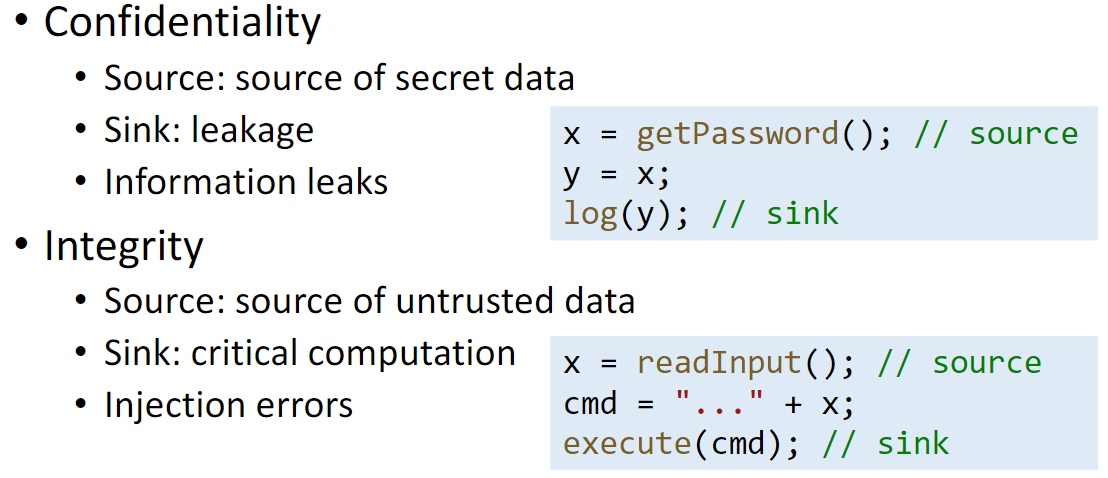 • Confidentiality
• Source: source of secret data
• Sink: leakage
• Information leaks
x = getPassword(); // source
y = x;
log(y); // sink
• Integrity
• Source: source of untrusted data
• Sink: critical computation
• Injection errors
x = readInput(); // source
cmd = "..." + x;
execute(cmd); // sink